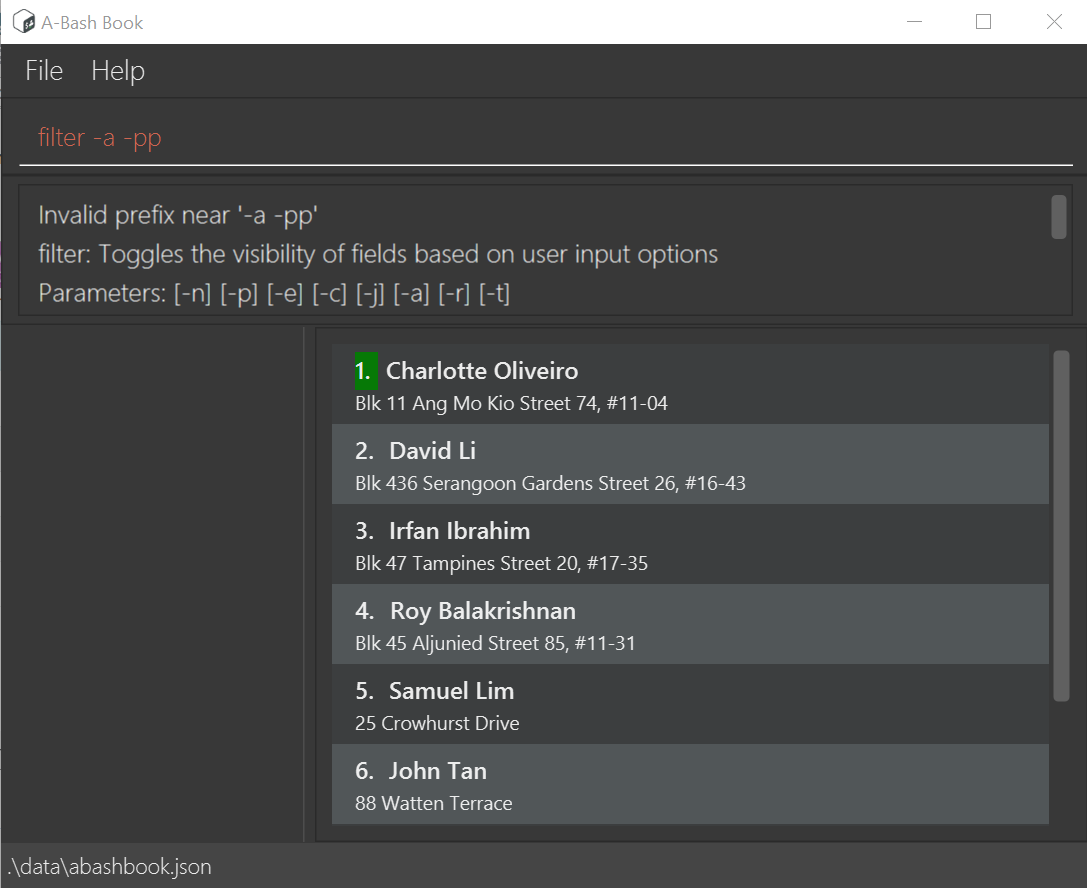 A-Bash Book
File Help
filter -a -pp
Invalid prefix near '-a -pp'
filter: Toggles the visibility of fields based on user input options
Parameters: [-n] [-p] [-e] [-c] [-j] [-a] [-r] [-t]
1. Charlotte Oliveiro
Blk 11 Ang Mo Kio Street 74, #11-04
2. David Li
Blk 436 Serangoon Gardens Street 26, #16-43
3. Irfan Ibrahim
Blk 47 Tampines Street 20, #17-35
4. Roy Balakrishnan
Blk 45 Aljunied Street 85, #11-31
5. Samuel Lim
25 Crowhurst Drive
6. John Tan
88 Watten Terrace
.\data\abashbook.json